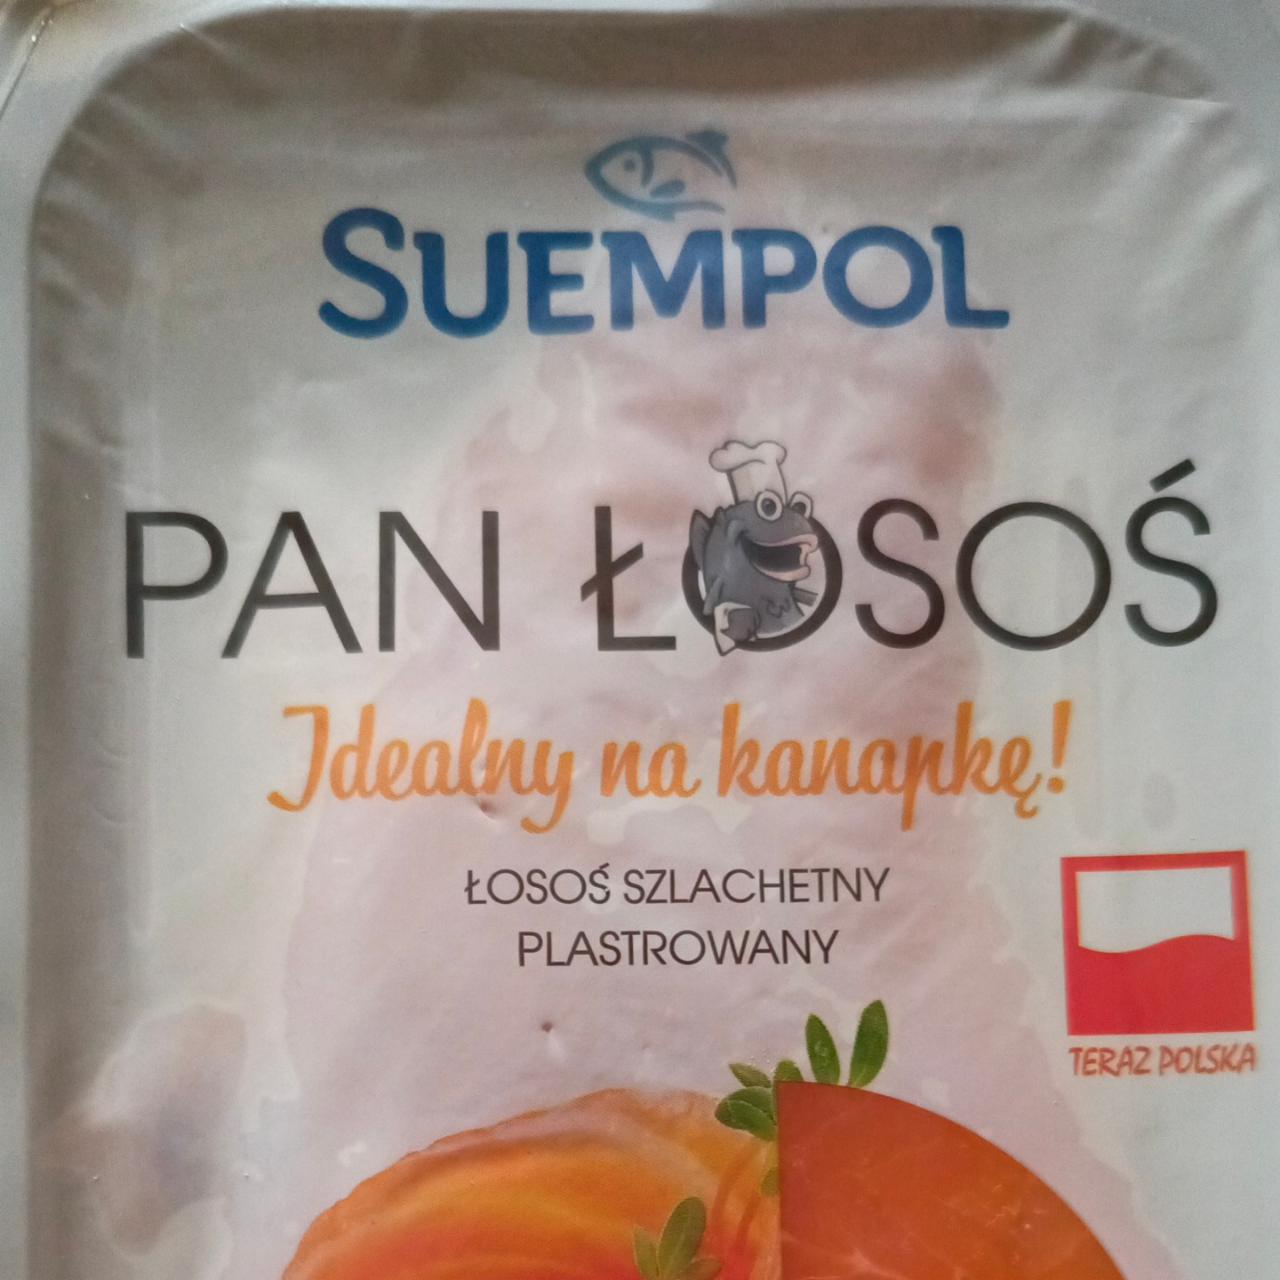 SUEMPOL
PAN ŁOSOŚ
Idealny na kanapkę!
ŁOSOŚ SZLACHETNY
PLASTROWANY
TERAZ POLSKA